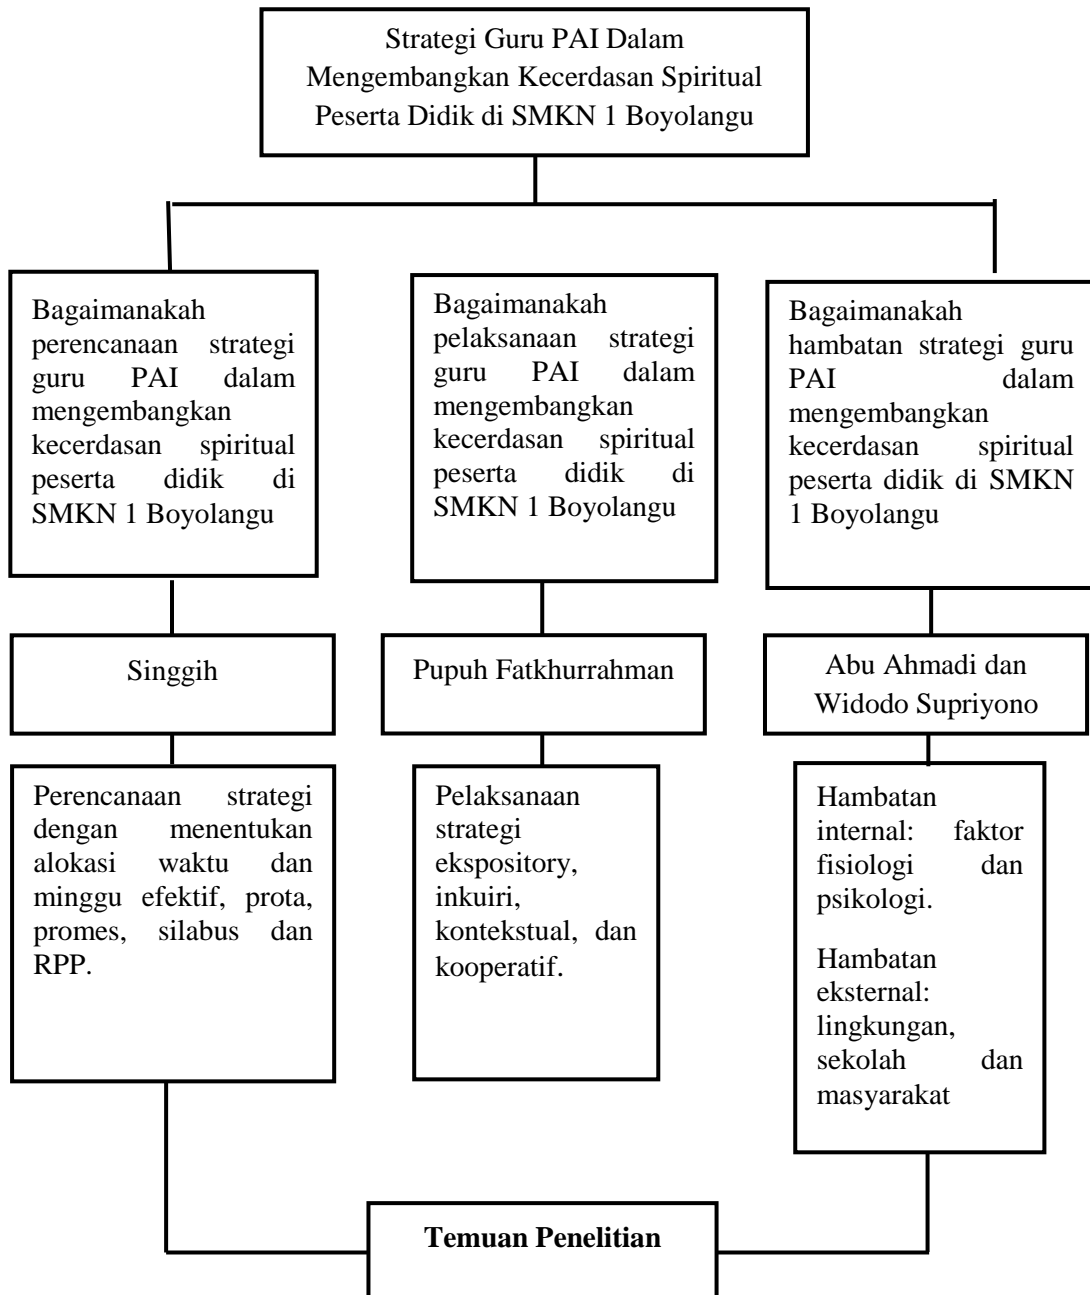 Strategi Guru PAI Dalam
Mengembangkan Kecerdasan Spiritual
Peserta Didik di SMKN 1 Boyolangu
Bagaimanakah
perencanaan strategi
guru PAI dalam
mengembangkan
kecerdasan spiritual
peserta didik di
SMKN 1 Boyolangu
Bagaimanakah
pelaksanaan strategi
guru PAI dalam
mengembangkan
kecerdasan spiritual
peserta didik di
SMKN 1 Boyolangu
Bagaimanakah
hambatan strategi guru
PAI dalam
mengembangkan
kecerdasan spiritual
peserta didik di SMKN
1 Boyolangu
Singgih
Pupuh Fatkhurrahman
Abu Ahmadi dan
Widodo Supriyono
Perencanaan strategi
dengan menentukan
alokasi waktu dan
minggu efektif, prota,
promes, silabus dan
RPP.
Pelaksanaan
strategi
ekspository,
inkuiri,
kontekstual, dan
kooperatif.
Hambatan
internal: faktor
fisiologi dan
psikologi.
Hambatan
eksternal:
lingkungan,
sekolah dan
masyarakat
Temuan Penelitian